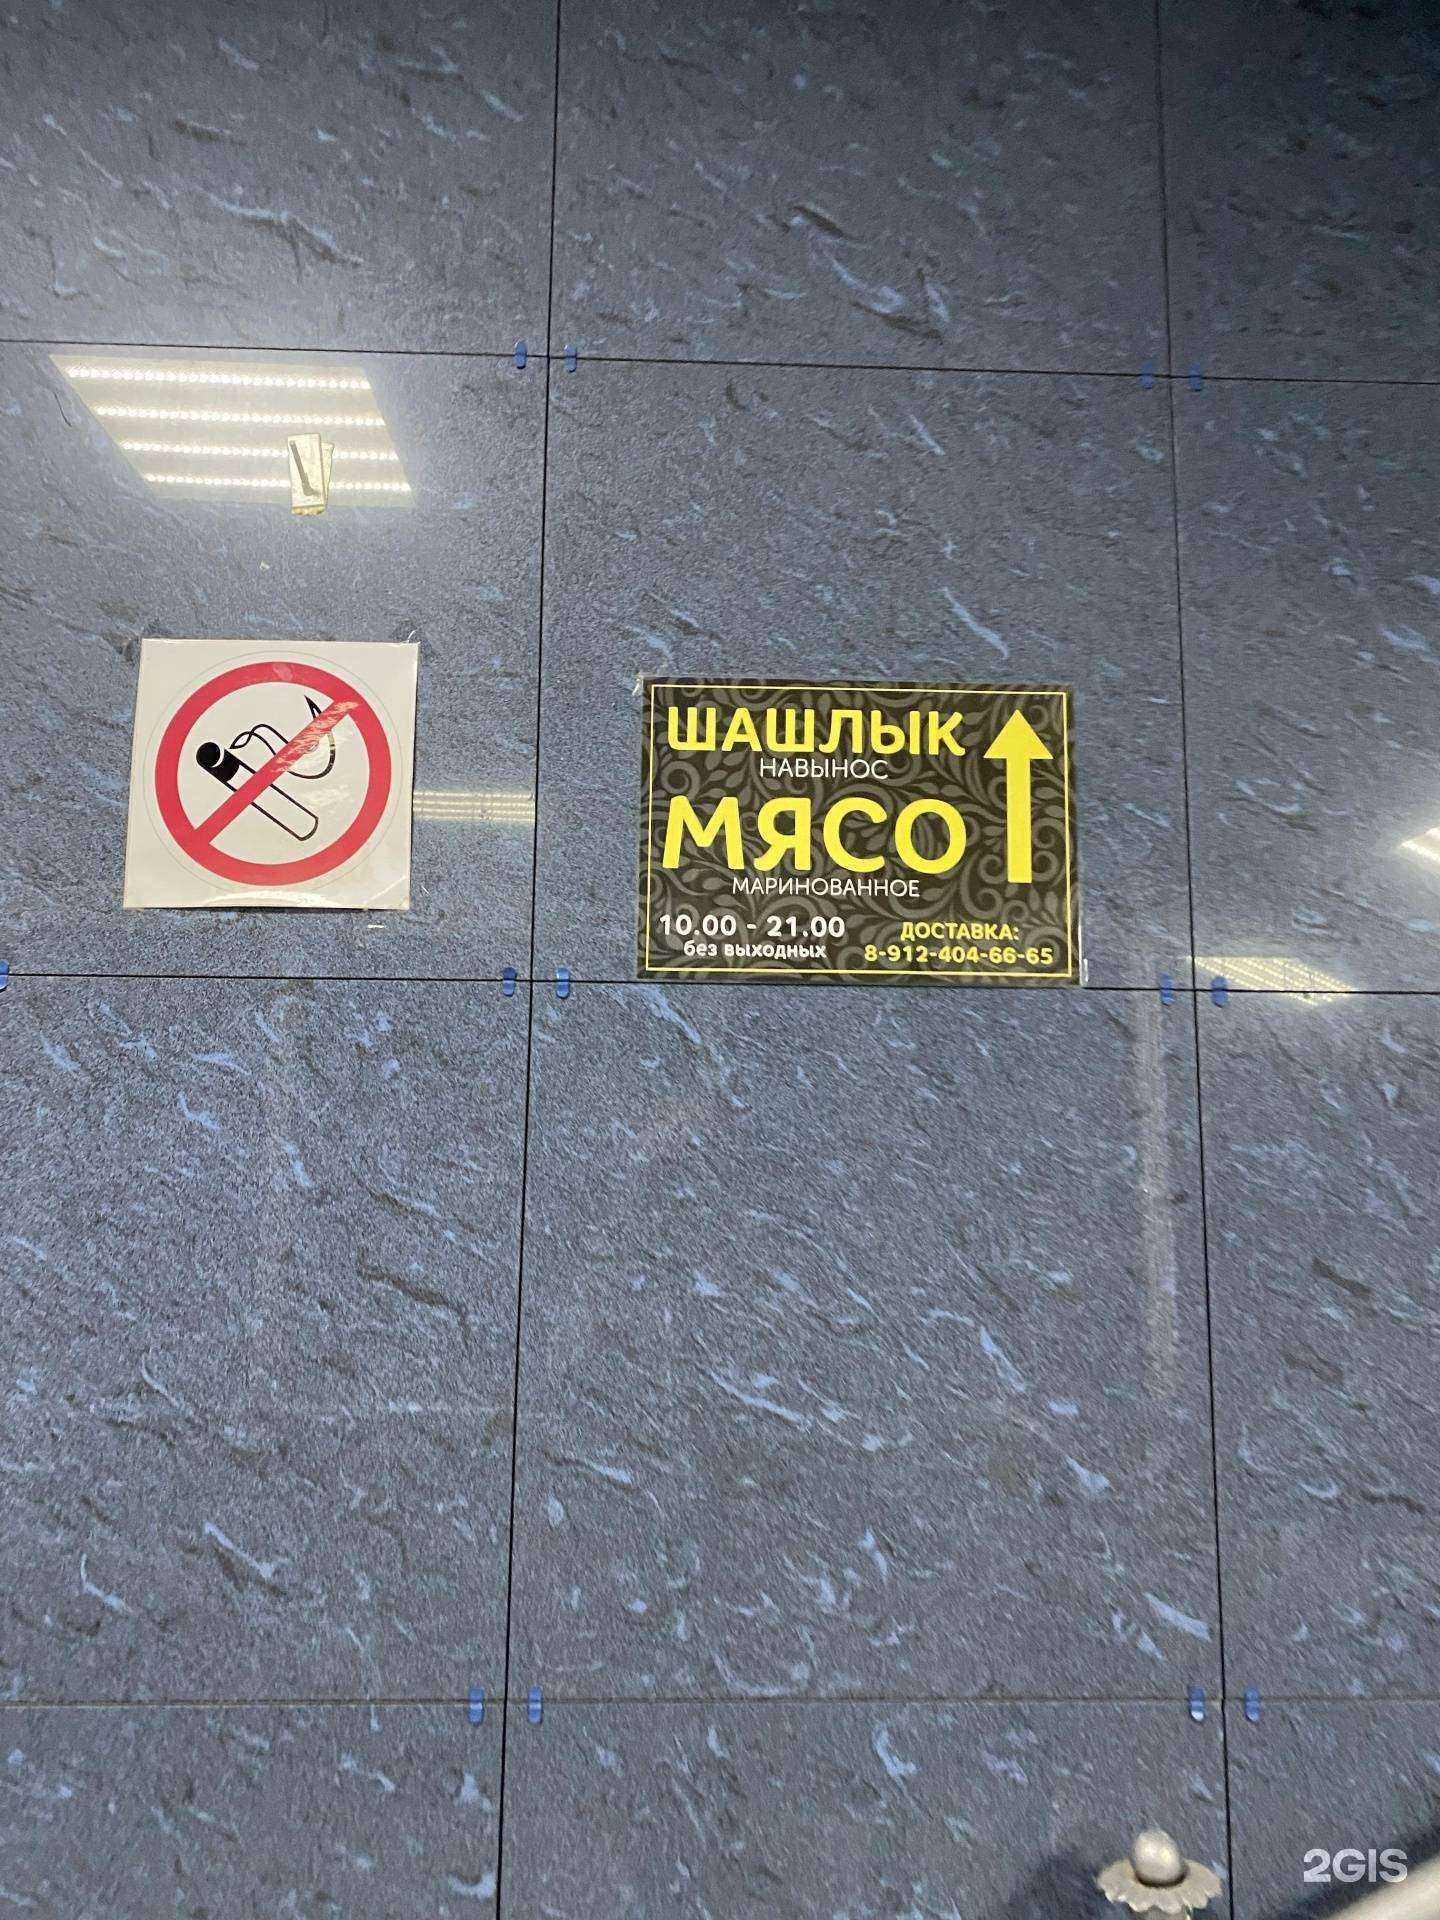 ШАШЛЫК
НАВЫНОС
МЯСО
МАРИНОВАННОЕ
10.00 - 21.00
без выходных
ДОСТАВКА:
8-912-404-66-65
2GIS